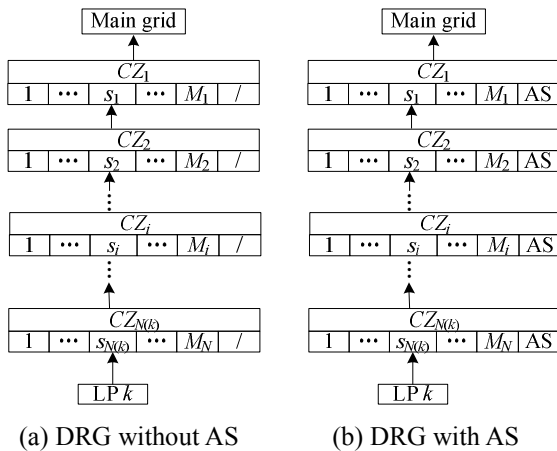 Main grid
CZ1
1 ··· s1 ··· M1 /
CZ2
1 ··· s2 ··· M2 /
CZi
1 ··· si ··· Mi /
CZN(k)
1 ··· sN(k) ··· MN /
LP k
(a) DRG without AS
Main grid
CZ1
1 ··· s1 ··· M1 AS
CZ2
1 ··· s2 ··· M2 AS
CZi
1 ··· si ··· Mi AS
CZN(k)
1 ··· sN(k) ··· MN AS
LP k
(b) DRG with AS